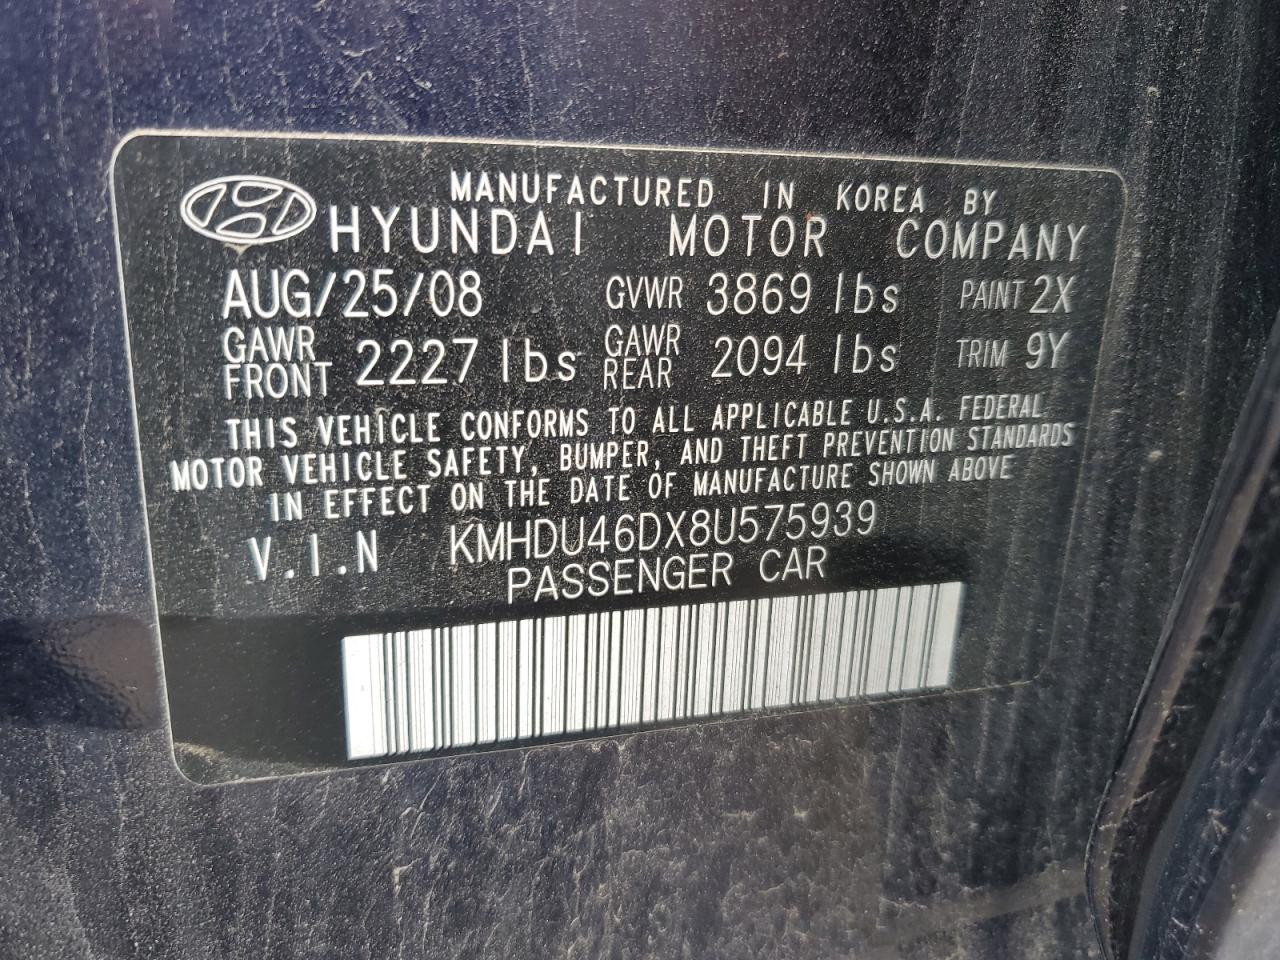 MANUFACTURED IN KOREA BY
HYUNDAI MOTOR COMPANY
AUG/25/08 GVWR 3869 lbs PAINT 2X
GAWR FRONT 2227 lbs GAWR REAR 2094 lbs TRIM 9Y
THIS VEHICLE CONFORMS TO ALL APPLICABLE U.S.A. FEDERAL
MOTOR VEHICLE SAFETY, BUMPER, AND THEFT PREVENTION STANDARDS
IN EFFECT ON THE DATE OF MANUFACTURE SHOWN ABOVE
V.I.N KMHDU46DX8U575939
PASSENGER CAR